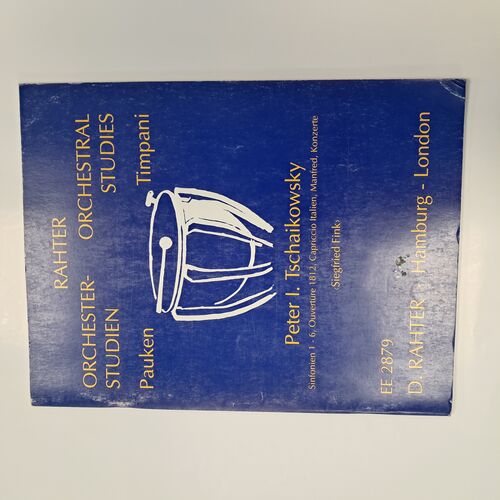 RAHTER
ORCHESTER- ORCHESTRAL
STUDIEN STUDIES
Pauken Timpani
Peter I. Tschaikowsky
Sinfonien 1 - 6, Ouvertüre 1812, Capriccio Italien, Manfred, Konzerte
(Siegfried Fink)
EE 2879
D. RAHTER Hamburg - London